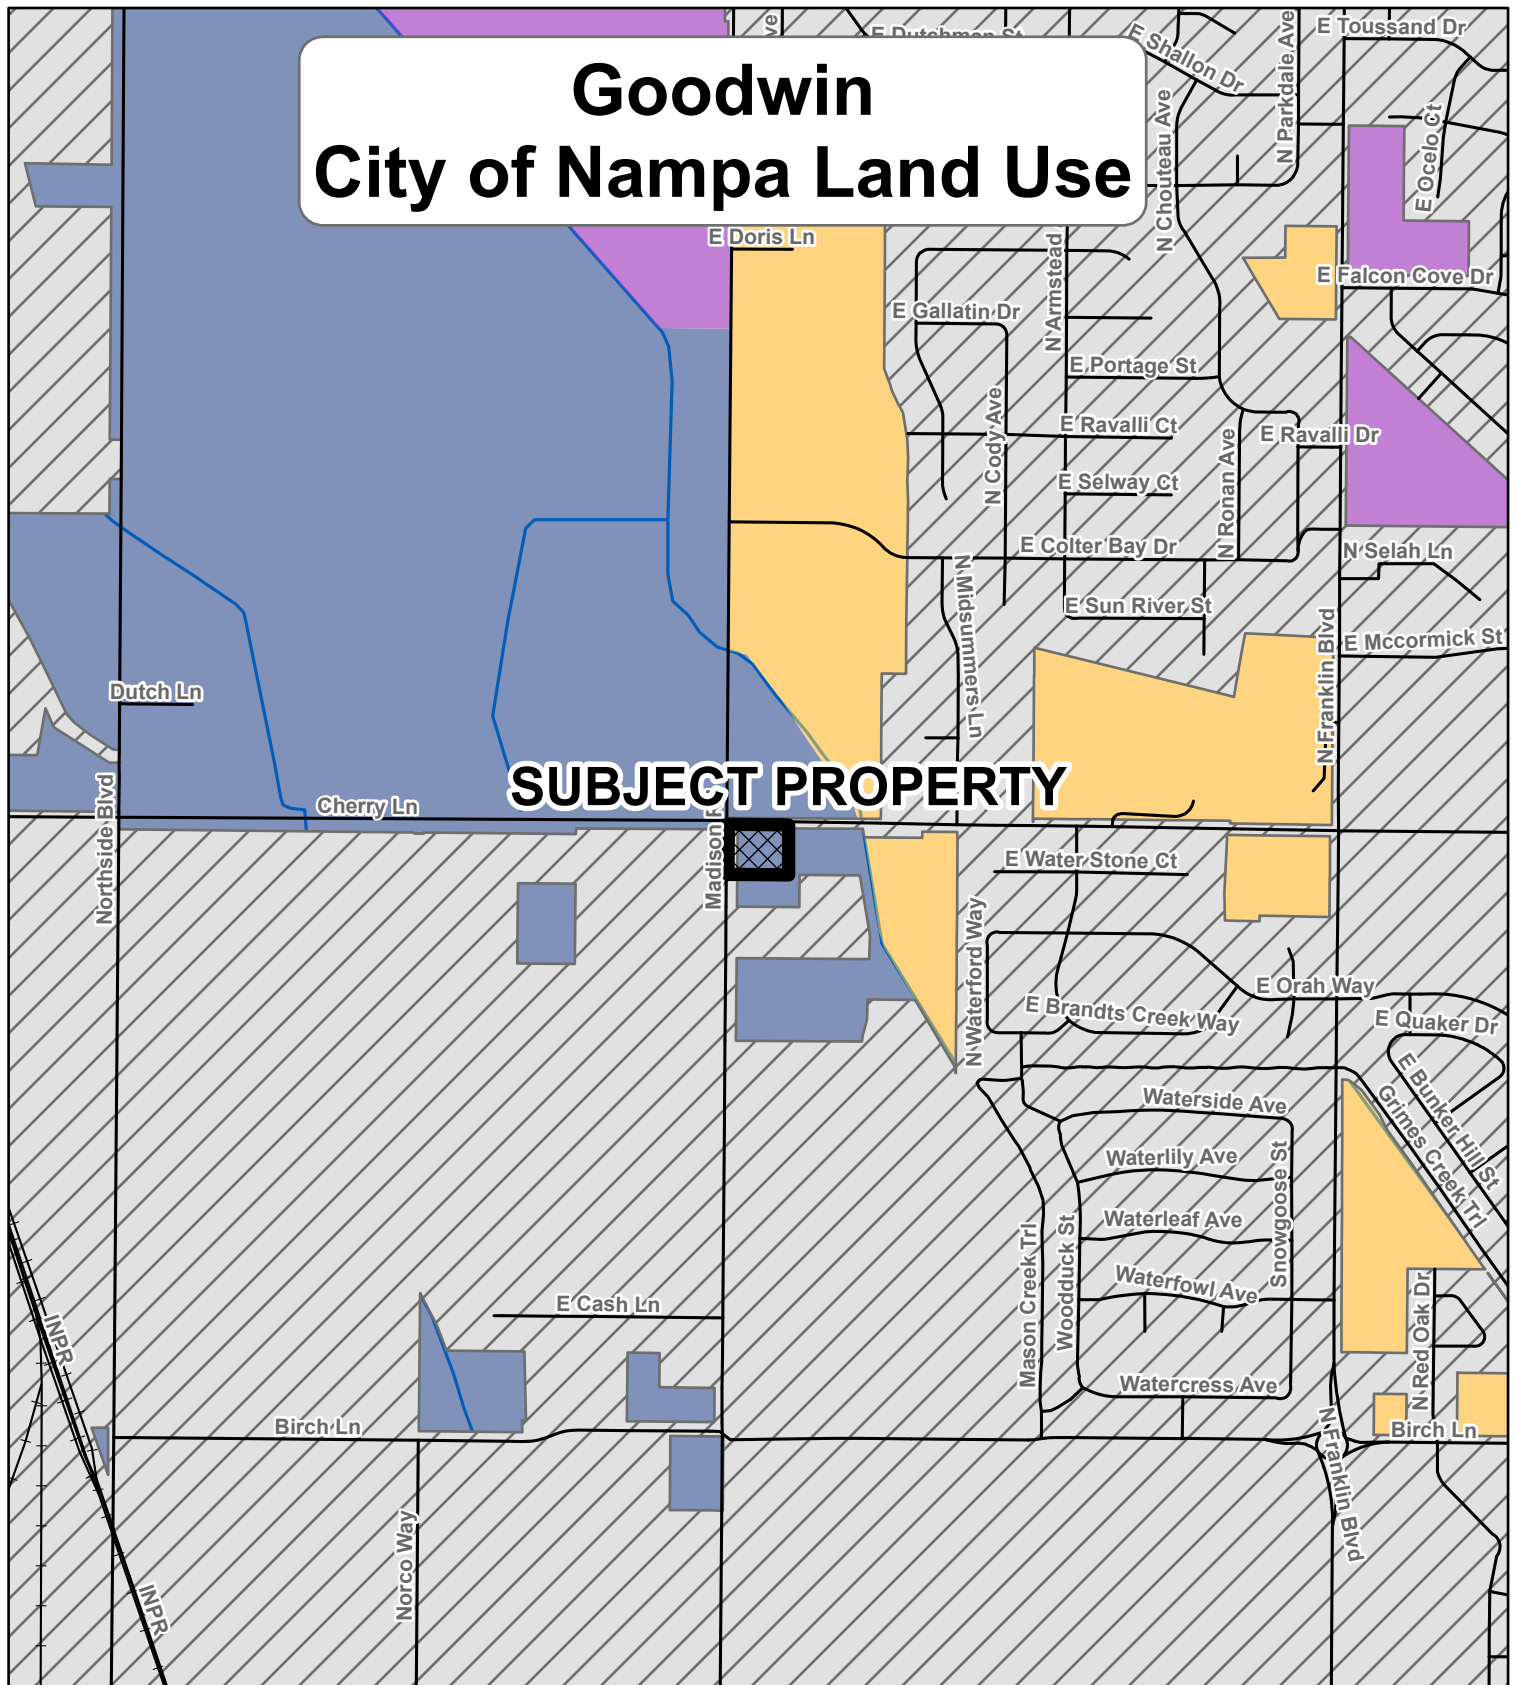 E Toussand Dr
ve
E Dutchman St
E Shallon Dr
N Parkdale Ave
Goodwin
City of Nampa Land Use
N Chouteau Ave
E Ocelo Ct
E Doris Ln
N Armstead
E Falcon Cove Dr
E Gallatin Dr
E Portage St
N Cody Ave
E Ravalli Ct
E Ravalli Dr
N Ronan Ave
E Selway Ct
E Colter Bay Dr
N Selah Ln
N Midsummers Ln
E Sun River St
N Franklin Blvd
E Mccormick St
Dutch Ln
SUBJECT PROPERTY
Northside Blvd
Cherry Ln
Madison R
E Water Stone Ct
N Waterford Way
E Orah Way
E Brandts Creek Way
E Quaker Dr
E Bunker Hill St
Grimes Creek Trl
Waterside Ave
Waterlily Ave
Snowgoose St
Waterleaf Ave
Mason Creek Trl
Woodduck St
Waterfowl Ave
E Cash Ln
INPR
N Red Oak Dr
Watercress Ave
Birch Ln
Birch Ln
N Franklin Blvd
Norco Way
INPR